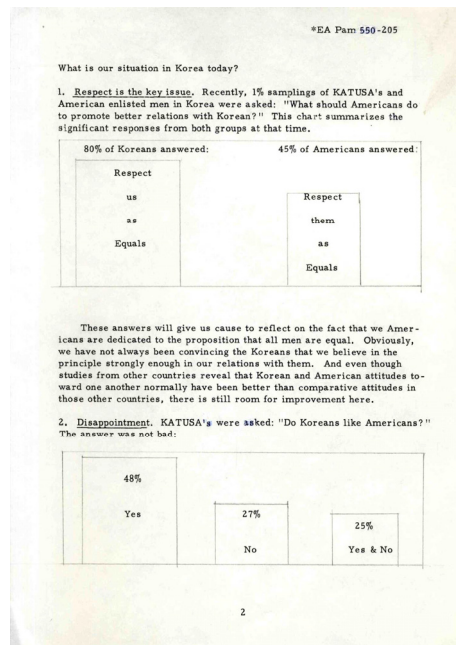 *EA Pam 550-205
What is our situation in Korea today?
1. Respect is the key issue. Recently, 1% samplings of KATUSA's and
American enlisted men in Korea were asked: "What should Americans do
to promote better relations with Korean?" This chart summarizes the
significant responses from both groups at that time.
80% of Koreans answered: 45% of Americans answered:
Respect
us
as
Equals
Respect
them
as
Equals
These answers will give us cause to reflect on the fact that we Amer-
icans are dedicated to the proposition that all men are equal. Obviously,
we have not always been convincing the Koreans that we believe in the
principle strongly enough in our relations with them. And even though
studies from other countries reveal that Korean and American attitudes to-
ward one another normally have been better than comparative attitudes in
those other countries, there is still room for improvement here.
2. Disappointment. KATUSA's were asked: "Do Koreans like Americans?"
The answer was not bad:
48%
Yes
27%
No
25%
Yes & No
2